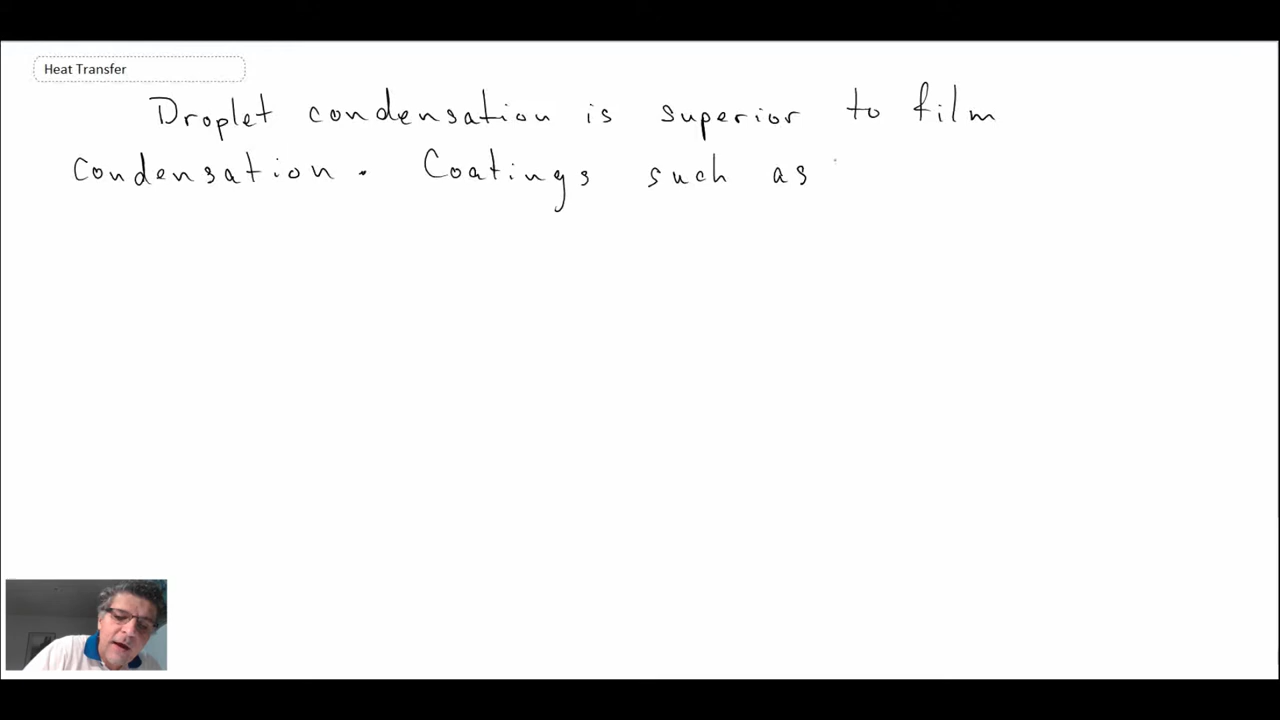 Heat Transfer
Droplet condensation is superior to film
condensation. Coatings such as